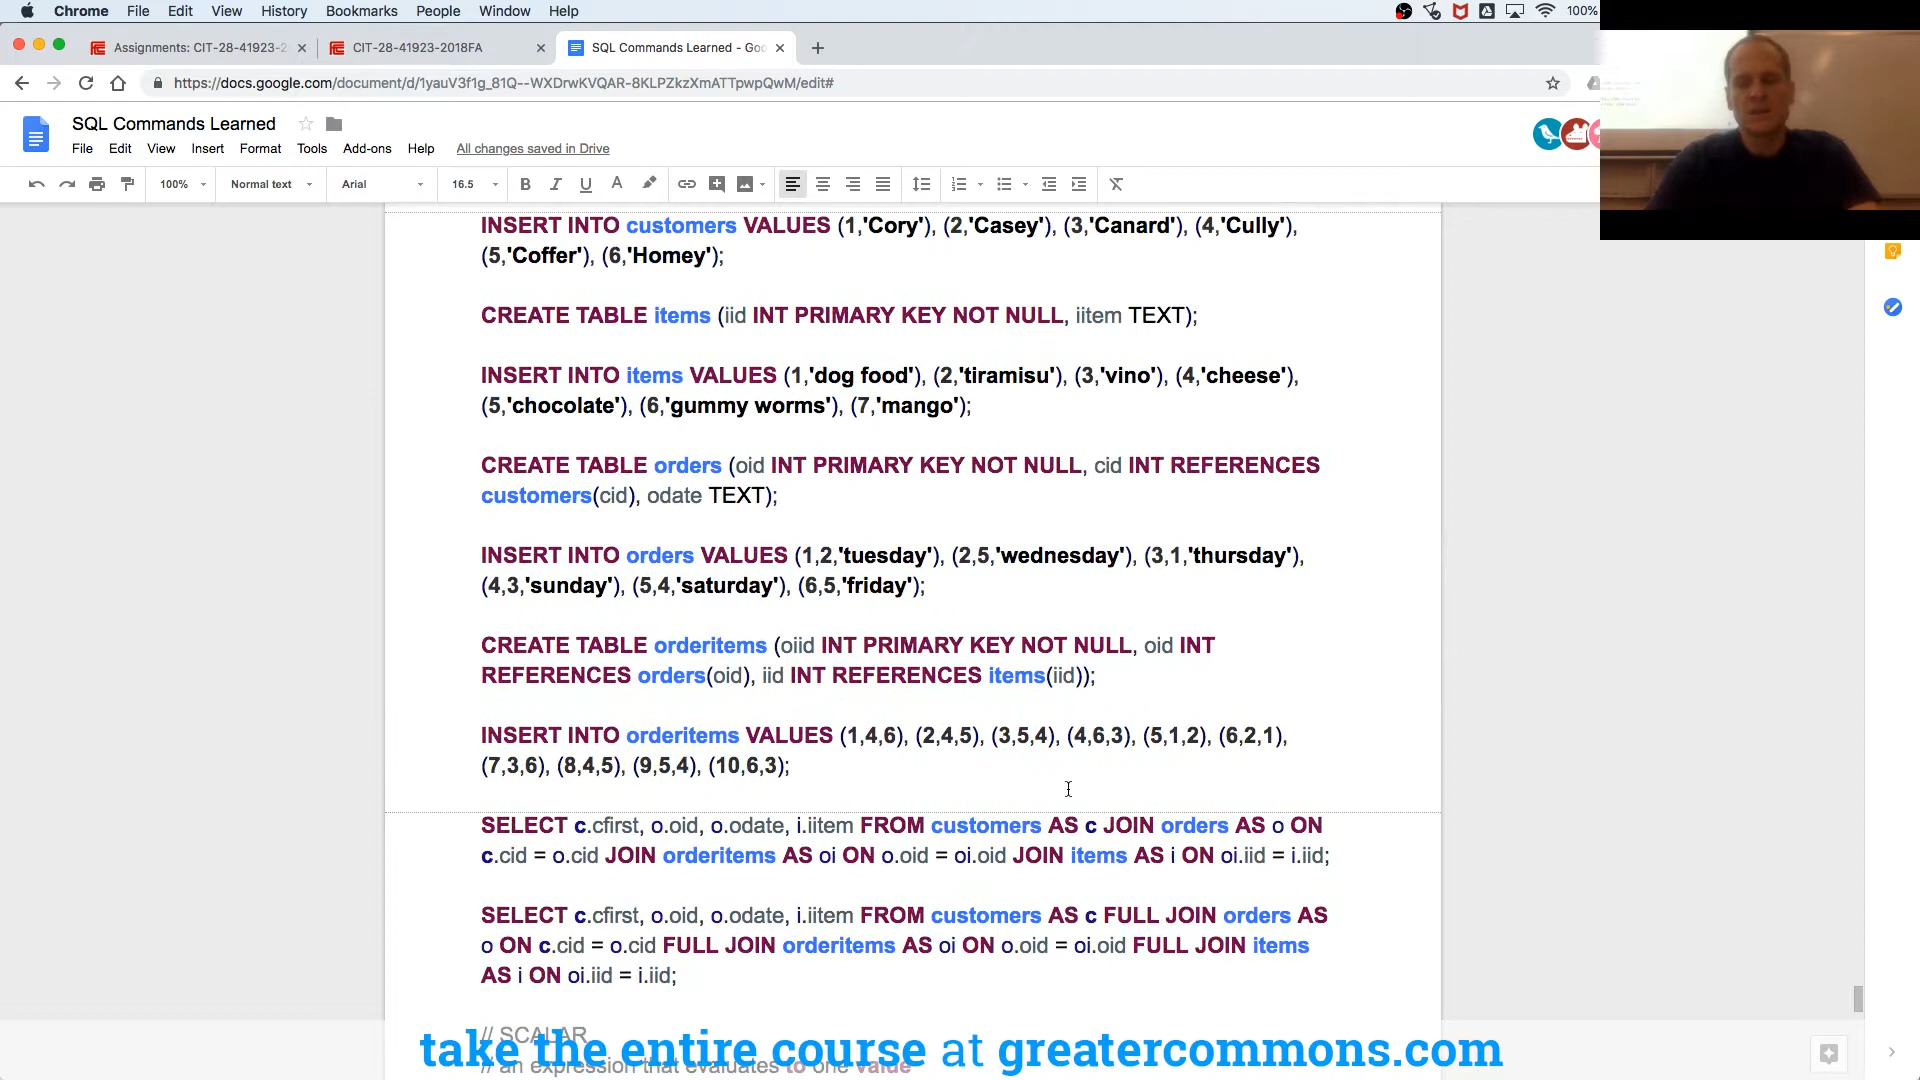 Chrome File Edit View History Bookmarks People Window Help 100%
Assignments: CIT-28-41923-2 CIT-28-41923-2018FA SQL Commands Learned - Goo
https://docs.google.com/document/d/1yauV3f1g_81Q--WXDrwKVQAR-8KLPZkzXmATTpwpQwM/edit#
SQL Commands Learned
File Edit View Insert Format Tools Add-ons Help All changes saved in Drive
100% Normal text Arial 16.5 B I U A
INSERT INTO customers VALUES (1,'Cory'), (2,'Casey'), (3,'Canard'), (4,'Cully'),
(5,'Coffer'), (6,'Homey');
CREATE TABLE items (iid INT PRIMARY KEY NOT NULL, iitem TEXT);
INSERT INTO items VALUES (1,'dog food'), (2,'tiramisu'), (3,'vino'), (4,'cheese'),
(5,'chocolate'), (6,'gummy worms'), (7,'mango');
CREATE TABLE orders (oid INT PRIMARY KEY NOT NULL, cid INT REFERENCES
customers(cid), odate TEXT);
INSERT INTO orders VALUES (1,2,'tuesday'), (2,5,'wednesday'), (3,1,'thursday'),
(4,3,'sunday'), (5,4,'saturday'), (6,5,'friday');
CREATE TABLE orderitems (oiid INT PRIMARY KEY NOT NULL, oid INT
REFERENCES orders(oid), iid INT REFERENCES items(iid));
INSERT INTO orderitems VALUES (1,4,6), (2,4,5), (3,5,4), (4,6,3), (5,1,2), (6,2,1),
(7,3,6), (8,4,5), (9,5,4), (10,6,3);
SELECT c.cfirst, o.oid, o.odate, i.iitem FROM customers AS c JOIN orders AS o ON
c.cid = o.cid JOIN orderitems AS oi ON o.oid = oi.oid JOIN items AS i ON oi.iid = i.iid;
SELECT c.cfirst, o.oid, o.odate, i.iitem FROM customers AS c FULL JOIN orders AS
o ON c.cid = o.cid FULL JOIN orderitems AS oi ON o.oid = oi.oid FULL JOIN items
AS i ON oi.iid = i.iid;
// SCALAR
take the entire course at greatercommons.com
// an expression that evaluates to one value